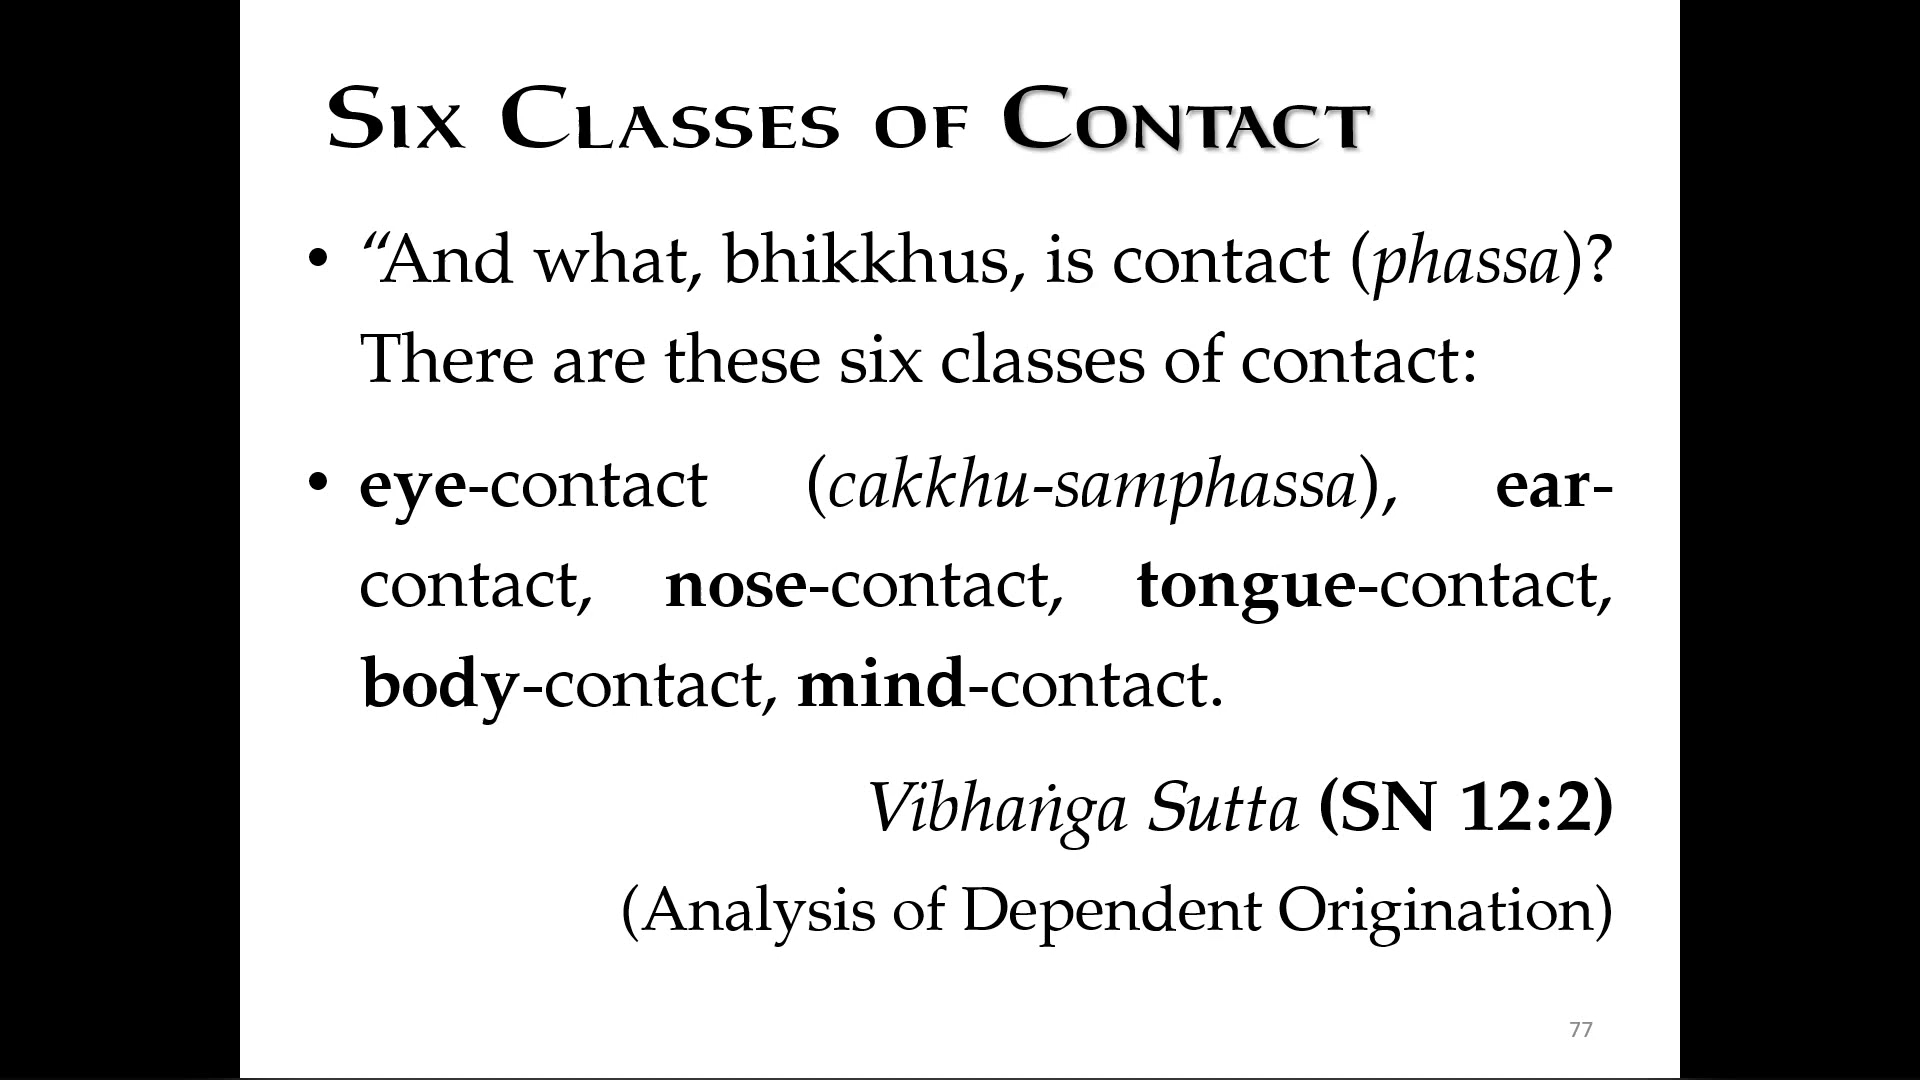 Six Classes of Contact
• “And what, bhikkhus, is contact (phassa)?
There are these six classes of contact:
• eye-contact (cakkhu-samphassa), ear-
contact, nose-contact, tongue-contact,
body-contact, mind-contact.
Vibhaṅga Sutta (SN 12:2)
(Analysis of Dependent Origination)
77